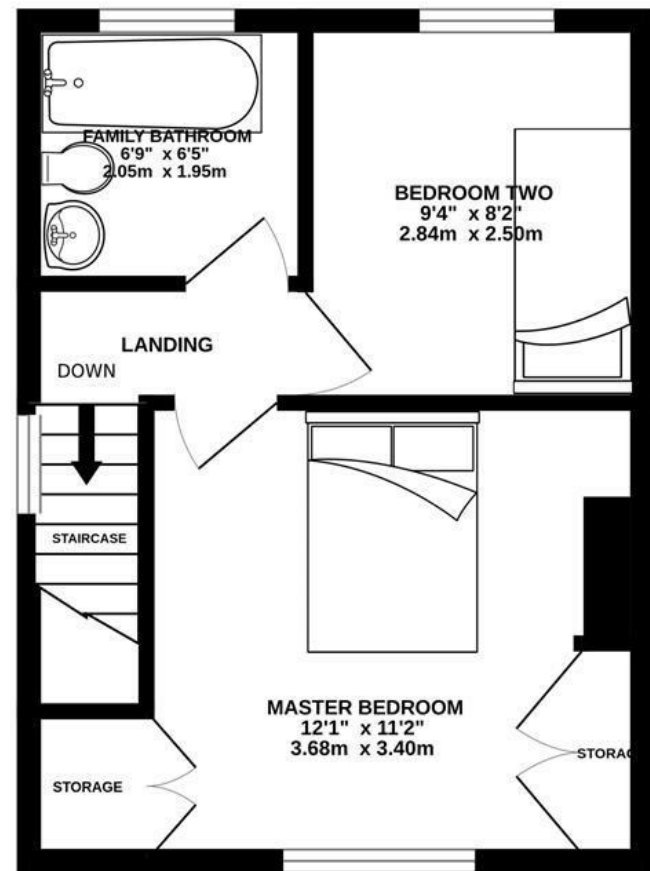 FAMILY BATHROOM
6'9" x 6'5"
2.05m x 1.95m
BEDROOM TWO
9'4" x 8'2"
2.84m x 2.50m
LANDING
DOWN
STAIRCASE
MASTER BEDROOM
12'1" x 11'2"
3.68m x 3.40m
STORAGE
STORAG